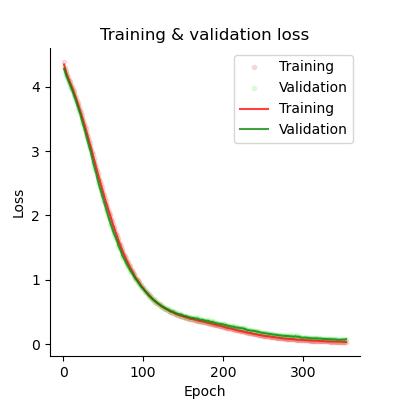 Training & validation loss
Training
Validation
Training
Validation
Loss
4
3
2
1
0
0 100 200 300
Epoch